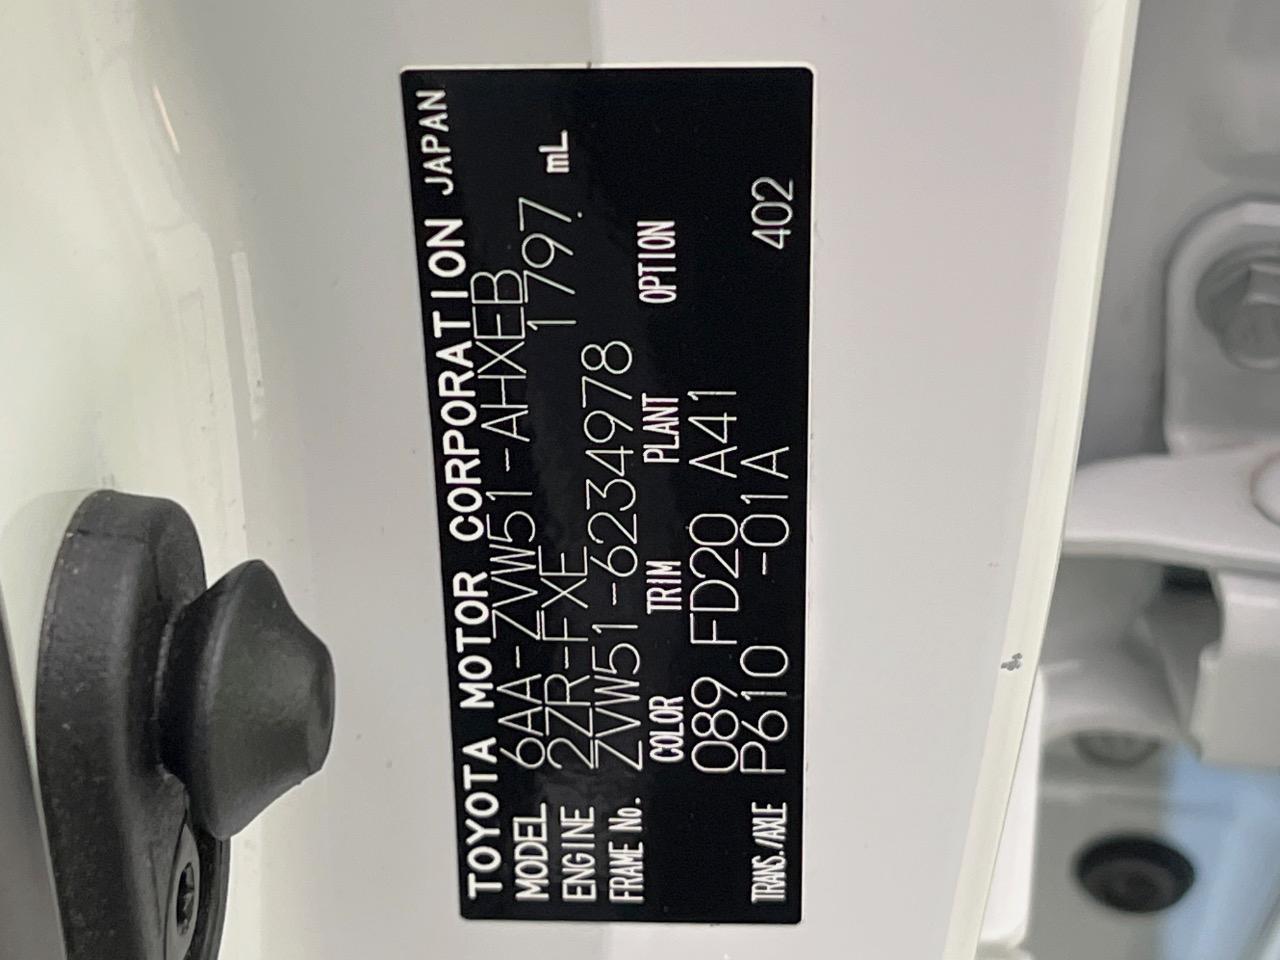 TOYOTA MOTOR CORPORATION JAPAN
MODEL 6AA-ZVW51-AHXEB
ENGINE 2ZR-FXE 1797 mL
FRAME No. ZVW51-6234978
COLOR TRIM PLANT OPTION
089 FD20 A41
TRANS./AXLE P610 -01A 402